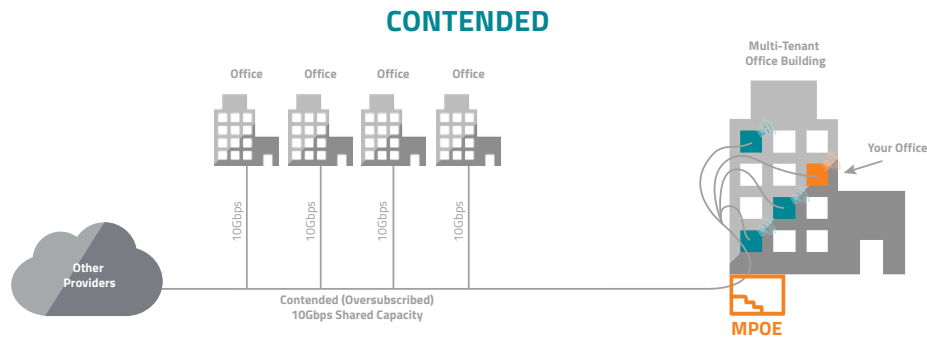 CONTENDED
Multi-Tenant
Office Building
Office
Office
Office
Office
Your Office
10Gbps
10Gbps
10Gbps
10Gbps
Other
Providers
Contended (Oversubscribed)
10Gbps Shared Capacity
MPOE